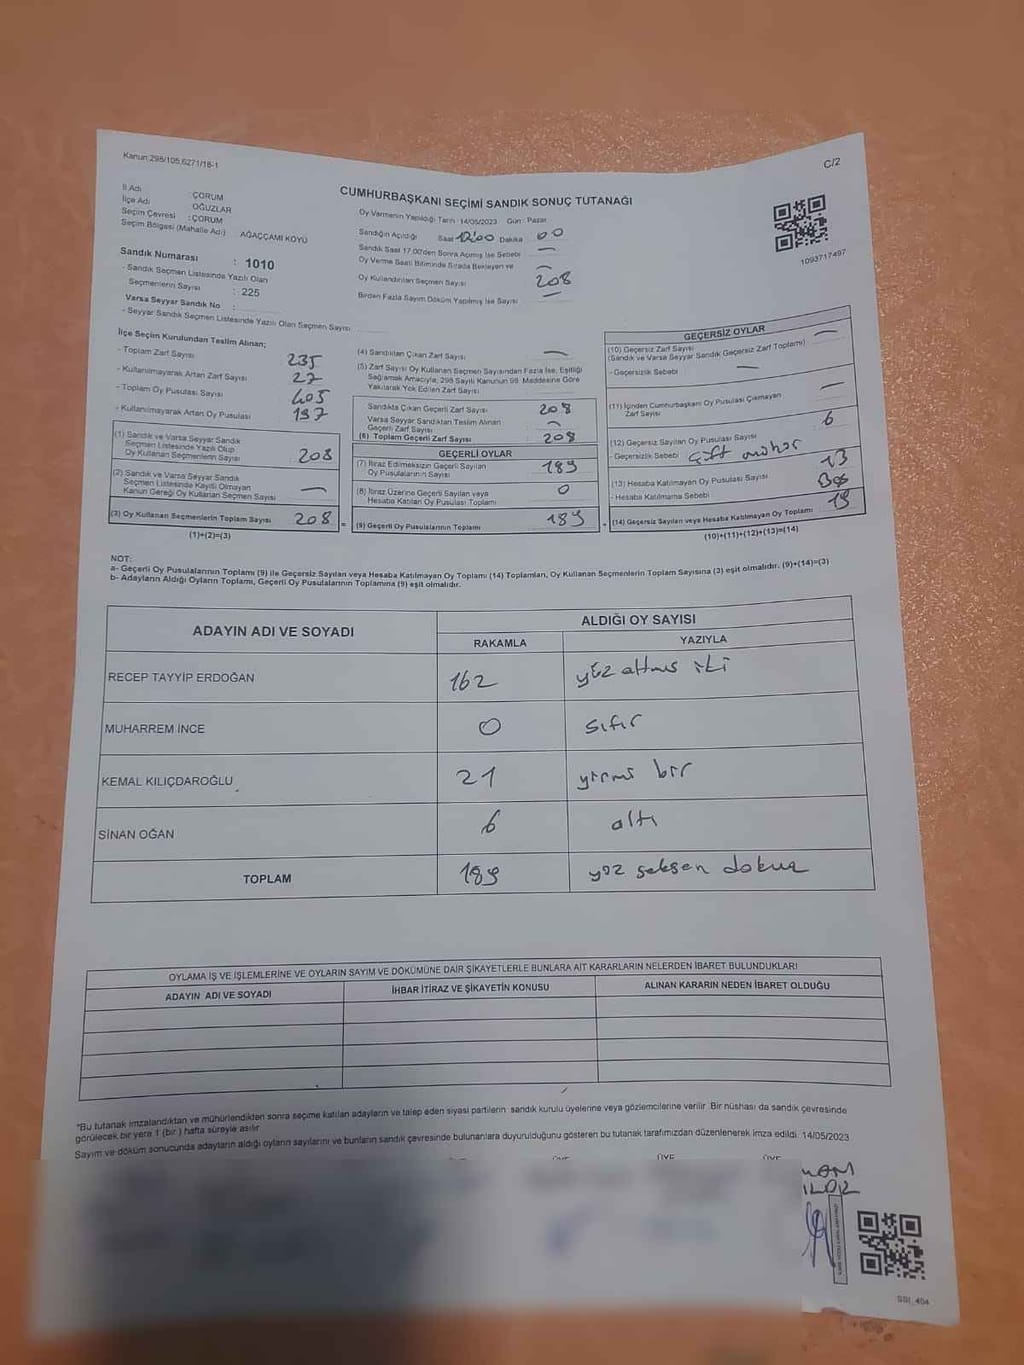 Kanun:298/105,6271/18-1
C/2
CUMHURBAŞKANI SEÇİMİ SANDIK SONUÇ TUTANAĞI
İl Adı : ÇORUM
İlçe Adı : OĞUZLAR
Seçim Çevresi : ÇORUM
Seçim Bölgesi (Mahalle Adı) AĞAÇÇAMI KÖYÜ
Sandık Numarası : 1010
- Sandık Seçmen Listesinde Yazılı Olan
Seçmenlerin Sayısı : 225
Varsa Seyyar Sandık No :
- Seyyar Sandık Seçmen Listesinde Yazılı Olan Seçmen Sayısı
Oy Vermenin Yapıldığı Tarih :14/05/2023 Gün: Pazar
Sandığın Açıldığı Saat Dakika 00
Sandık Saat 17.00'den Sonra Açılmış İse Sebebi —
Oy Verme Saati Bitiminde Sırada Bekleyen ve —
Oy Kullandırılan Seçmen Sayısı 208
Birden Fazla Sayım Döküm Yapılmış İse Sayısı —
1093717497
İlçe Seçim Kurulundan Teslim Alınan;
- Toplam Zarf Sayısı 235
- Kullanılmayarak Artan Zarf Sayısı 27
- Toplam Oy Pusulası Sayısı 405
- Kullanılmayarak Artan Oy Pusulası 197
(1) Sandık ve Varsa Seyyar Sandık
Seçmen Listesinde Yazılı Olup
Oy Kullanan Seçmenlerin Sayısı 208
(2) Sandık ve Varsa Seyyar Sandık
Seçmen Listesinde Kayıtlı Olmayan
Kanun Gereği Oy Kullanan Seçmen Sayısı —
(3) Oy Kullanan Seçmenlerin Toplam Sayısı 208
(1)+(2)=(3)
=
(4) Sandıktan Çıkan Zarf Sayısı —
(5) Zarf Sayısı Oy Kullanan Seçmen Sayısından Fazla İse, Eşitliği
Sağlamak Amacıyla, 298 Sayılı Kanunun 98. Maddesine Göre
Yakılarak Yok Edilen Zarf Sayısı
Sandıkta Çıkan Geçerli Zarf Sayısı 208
Varsa Seyyar Sandıktan Teslim Alınan
Geçerli Zarf Sayısı —
(6) Toplam Geçerli Zarf Sayısı : 208
GEÇERLİ OYLAR
(7) İtiraz Edilmeksizin Geçerli Sayılan
Oy Pusulalarının Sayısı 189
(8) İtiraz Üzerine Geçerli Sayılan veya
Hesaba Katılan Oy Pusulası Toplamı 0
(9) Geçerli Oy Pusulalarının Toplamı 189
+
GEÇERSİZ OYLAR
(10) Geçersiz Zarf Sayısı —
(Sandık ve Varsa Seyyar Sandık Geçersiz Zarf Toplamı)
- Geçersizlik Sebebi —
(11) İçinden Cumhurbaşkanı Oy Pusulası Çıkmayan
Zarf Sayısı —
(12) Geçersiz Sayılan Oy Pusulası Sayısı 6
- Geçersizlik Sebebi çift mühür
(13) Hesaba Katılmayan Oy Pusulası Sayısı 13
- Hesaba Katılmama Sebebi Boş
(14) Geçersiz Sayılan veya Hesaba Katılmayan Oy Toplamı 19
(10)+(11)+(12)+(13)=(14)
NOT:
a- Geçerli Oy Pusulalarının Toplamı (9) ile Geçersiz Sayılan veya Hesaba Katılmayan Oy Toplamı (14) Toplamları, Oy Kullanan Seçmenlerin Toplam Sayısına (3) eşit olmalıdır. (9)+(14)=(3)
b- Adayların Aldığı Oyların Toplamı, Geçerli Oy Pusulalarının Toplamına (9) eşit olmalıdır.
ADAYIN ADI VE SOYADI
ALDIĞI OY SAYISI
RAKAMLA YAZIYLA
RECEP TAYYİP ERDOĞAN 162 yüz altmış iki
MUHARREM İNCE 0 sıfır
KEMAL KILIÇDAROĞLU 21 yirmi bir
SİNAN OĞAN 6 altı
TOPLAM 189 yüz seksen dokuz
OYLAMA İŞ VE İŞLEMLERİNE VE OYLARIN SAYIM VE DÖKÜMÜNE DAİR ŞİKAYETLERLE BUNLARA AİT KARARLARIN NELERDEN İBARET BULUNDUKLARI
ADAYIN ADI VE SOYADI İHBAR İTİRAZ VE ŞİKAYETİN KONUSU ALINAN KARARIN NEDEN İBARET OLDUĞU
"Bu tutanak imzalandıktan ve mühürlendikten sonra seçime katılan adayların ve talep eden siyasi partilerin sandık kurulu üyelerine veya gözlemcilerine verilir. Bir nüshası da sandık çevresinde
görülecek bir yere 1 (bir ) hafta süreyle asılır.
Sayım ve döküm sonucunda adayların aldığı oyların sayılarını ve bunların sandık çevresinde bulunanlara duyurulduğunu gösteren bu tutanak tarafımızdan düzenlenerek imza edildi. 14/05/2023
ÜYE ÜYE ÜYE